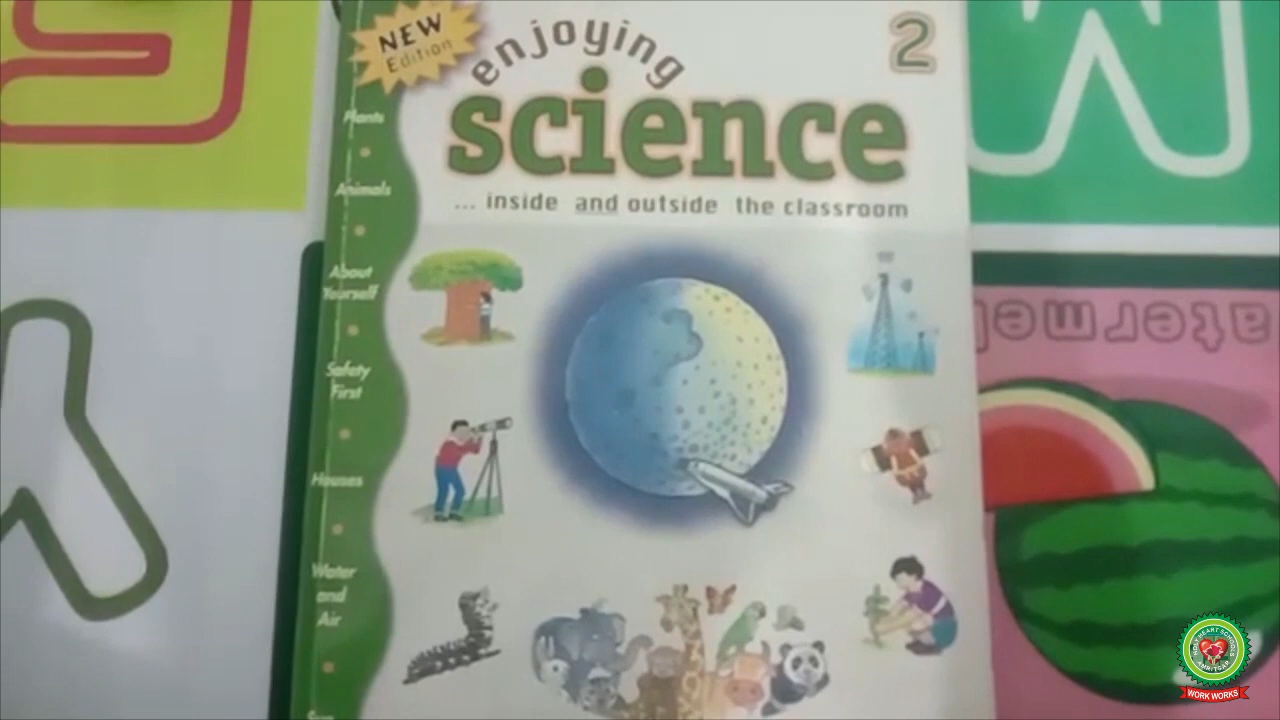 NEW
Edition
enjoying
science
2
... inside and outside the classroom
Plants
Animals
About
Yourself
Safety
First
Houses
Water
and
Air
atermel
WORK WORKS